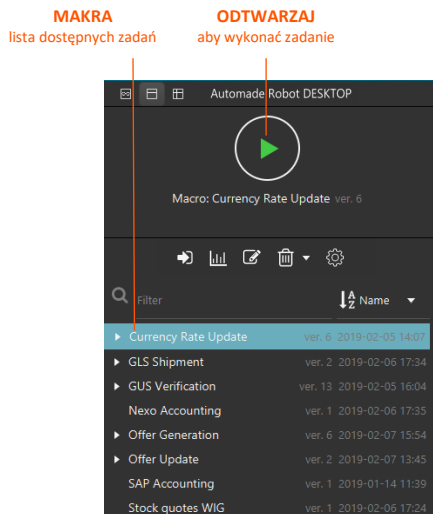 MAKRA
lista dostępnych zadań
ODTWARZAJ
aby wykonać zadanie
Automade Robot DESKTOP
Macro: Currency Rate Update ver. 6
Filter
A
Z Name
Currency Rate Update ver. 6 2019-02-05 14:07
GLS Shipment ver. 2 2019-02-06 17:34
GUS Verification ver. 13 2019-02-05 16:04
Nexo Accounting ver. 1 2019-02-06 17:35
Offer Generation ver. 6 2019-02-07 15:54
Offer Update ver. 2 2019-02-07 13:45
SAP Accounting ver. 1 2019-01-14 11:39
Stock quotes WIG ver. 1 2019-02-06 17:24